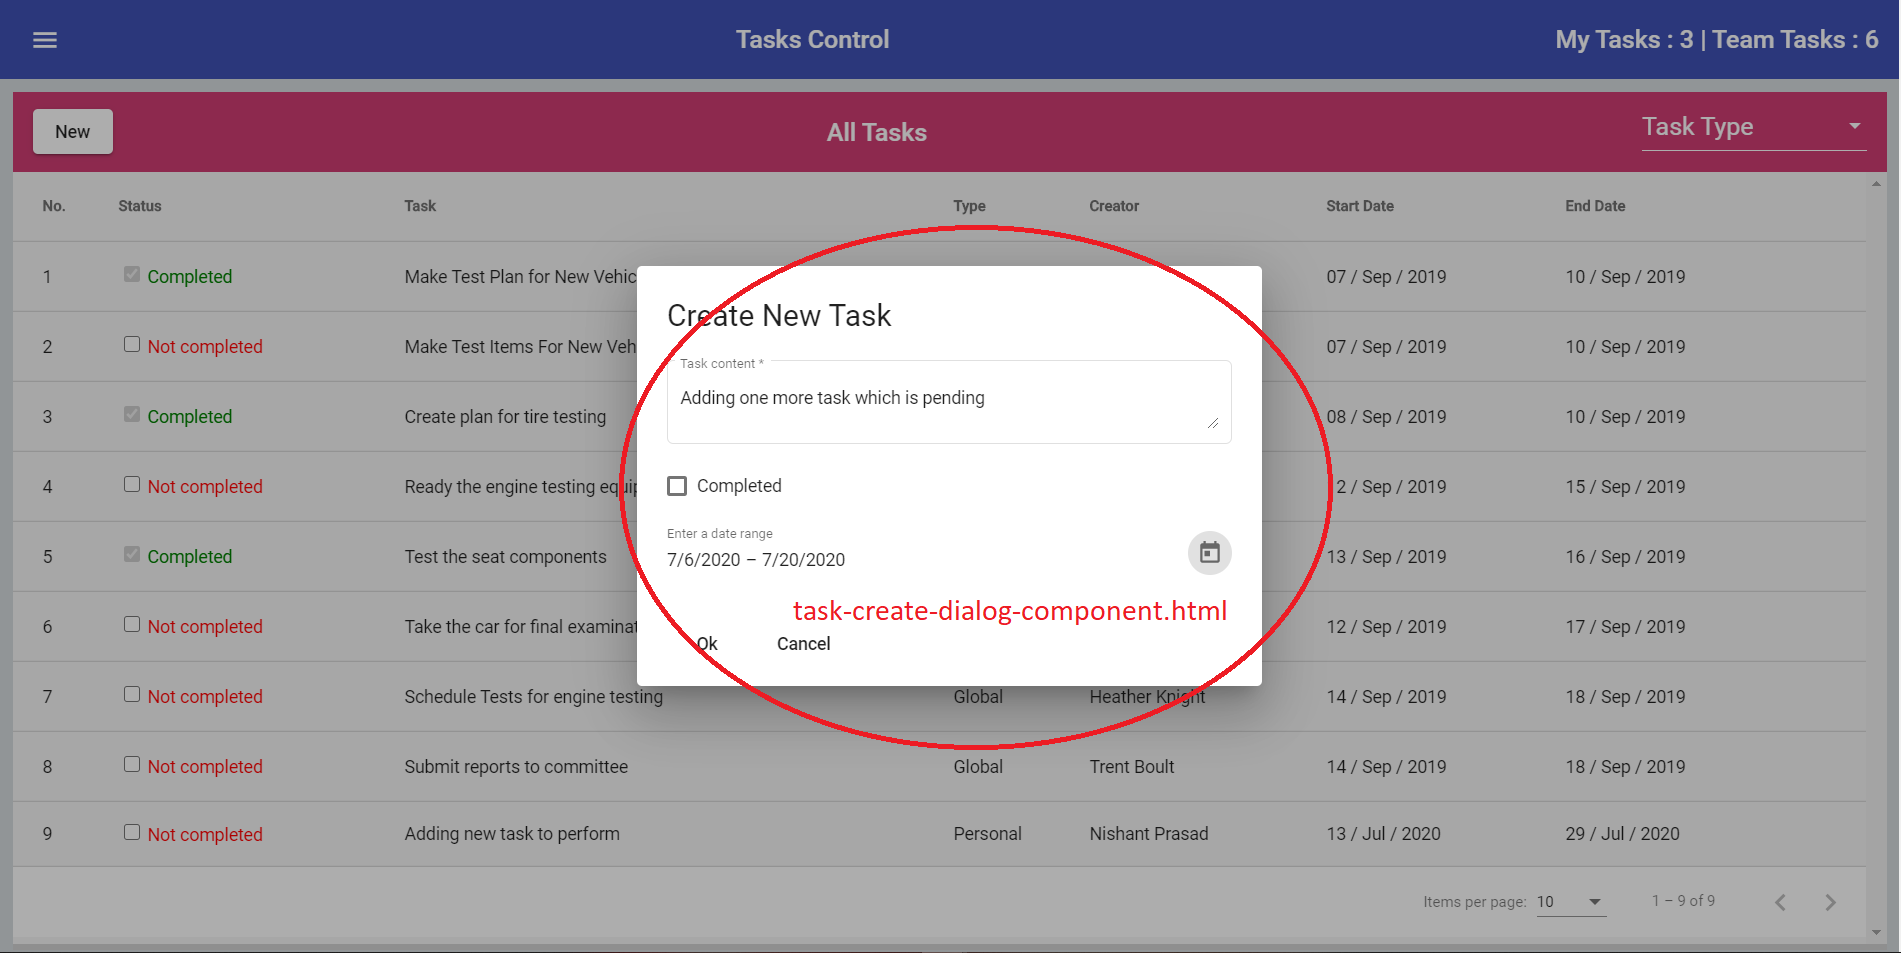 Tasks Control
My Tasks : 3 | Team Tasks : 6
New
All Tasks
Task Type
No. Status Task Type Creator Start Date End Date
1 Completed Make Test Plan for New Vehic 07 / Sep / 2019 10 / Sep / 2019
2 Not completed Make Test Items For New Veh 07 / Sep / 2019 10 / Sep / 2019
3 Completed Create plan for tire testing 08 / Sep / 2019 10 / Sep / 2019
4 Not completed Ready the engine testing equip 2 / Sep / 2019 15 / Sep / 2019
5 Completed Test the seat components 13 / Sep / 2019 16 / Sep / 2019
6 Not completed Take the car for final examinat 12 / Sep / 2019 17 / Sep / 2019
7 Not completed Schedule Tests for engine testing Global Heather Knight 14 / Sep / 2019 18 / Sep / 2019
8 Not completed Submit reports to committee Global Trent Boult 14 / Sep / 2019 18 / Sep / 2019
9 Not completed Adding new task to perform Personal Nishant Prasad 13 / Jul / 2020 29 / Jul / 2020
Items per page: 10 1 – 9 of 9
Create New Task
Task content *
Adding one more task which is pending
Completed
Enter a date range
7/6/2020 – 7/20/2020
task-create-dialog-component.html
Ok Cancel